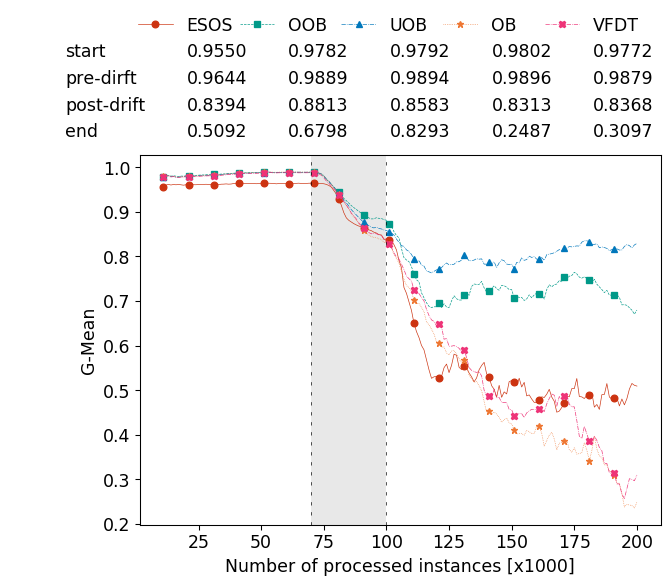 ESOS OOB UOB OB VFDT
start 0.9550 0.9782 0.9792 0.9802 0.9772
pre-dirft 0.9644 0.9889 0.9894 0.9896 0.9879
post-drift 0.8394 0.8813 0.8583 0.8313 0.8368
end 0.5092 0.6798 0.8293 0.2487 0.3097
1.0
0.9
0.8
0.7
0.6
0.5
0.4
0.3
0.2
G-Mean
25 50 75 100 125 150 175 200
Number of processed instances [x1000]